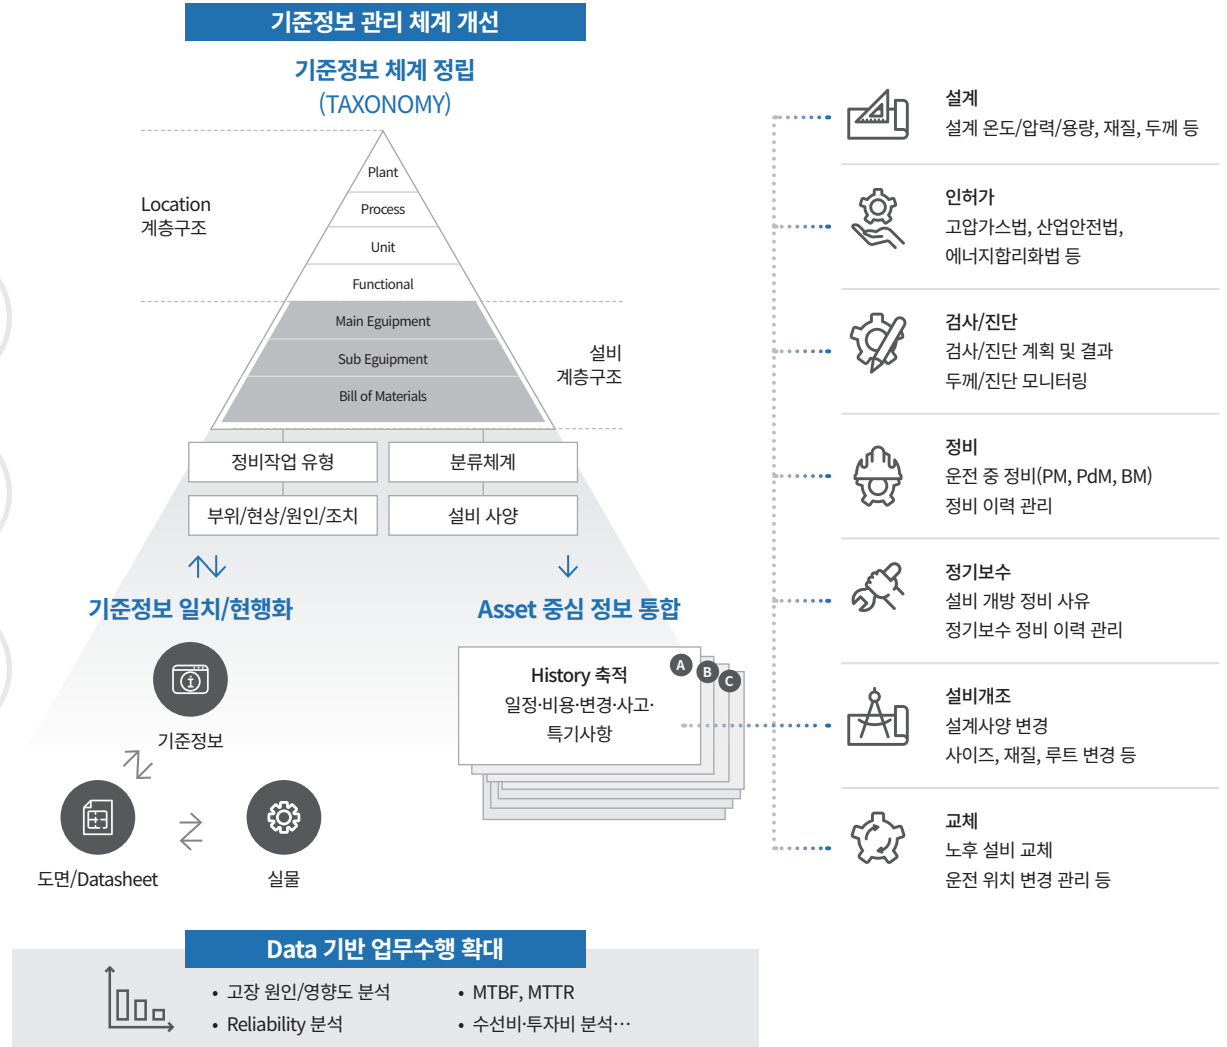 기준정보 관리 체계 개선
기준정보 체계 정립
(TAXONOMY)
Location
계층구조
Plant
Process
Unit
Functional
Main Eguipment
Sub Eguipment
Bill of Materials
설비
계층구조
정비작업 유형
분류체계
부위/현상/원인/조치
설비 사양
기준정보 일치/현행화
기준정보
도면/Datasheet
실물
Asset 중심 정보 통합
A
B
C
History 축적
일정·비용·변경·사고·
특기사항
설계
설계 온도/압력/용량, 재질, 두께 등
인허가
고압가스법, 산업안전법,
에너지합리화법 등
검사/진단
검사/진단 계획 및 결과
두께/진단 모니터링
정비
운전 중 정비(PM, PdM, BM)
정비 이력 관리
정기보수
설비 개방 정비 사유
정기보수 정비 이력 관리
설비개조
설계사양 변경
사이즈, 재질, 루트 변경 등
교체
노후 설비 교체
운전 위치 변경 관리 등
Data 기반 업무수행 확대
• 고장 원인/영향도 분석
• Reliability 분석
• MTBF, MTTR
• 수선비·투자비 분석…